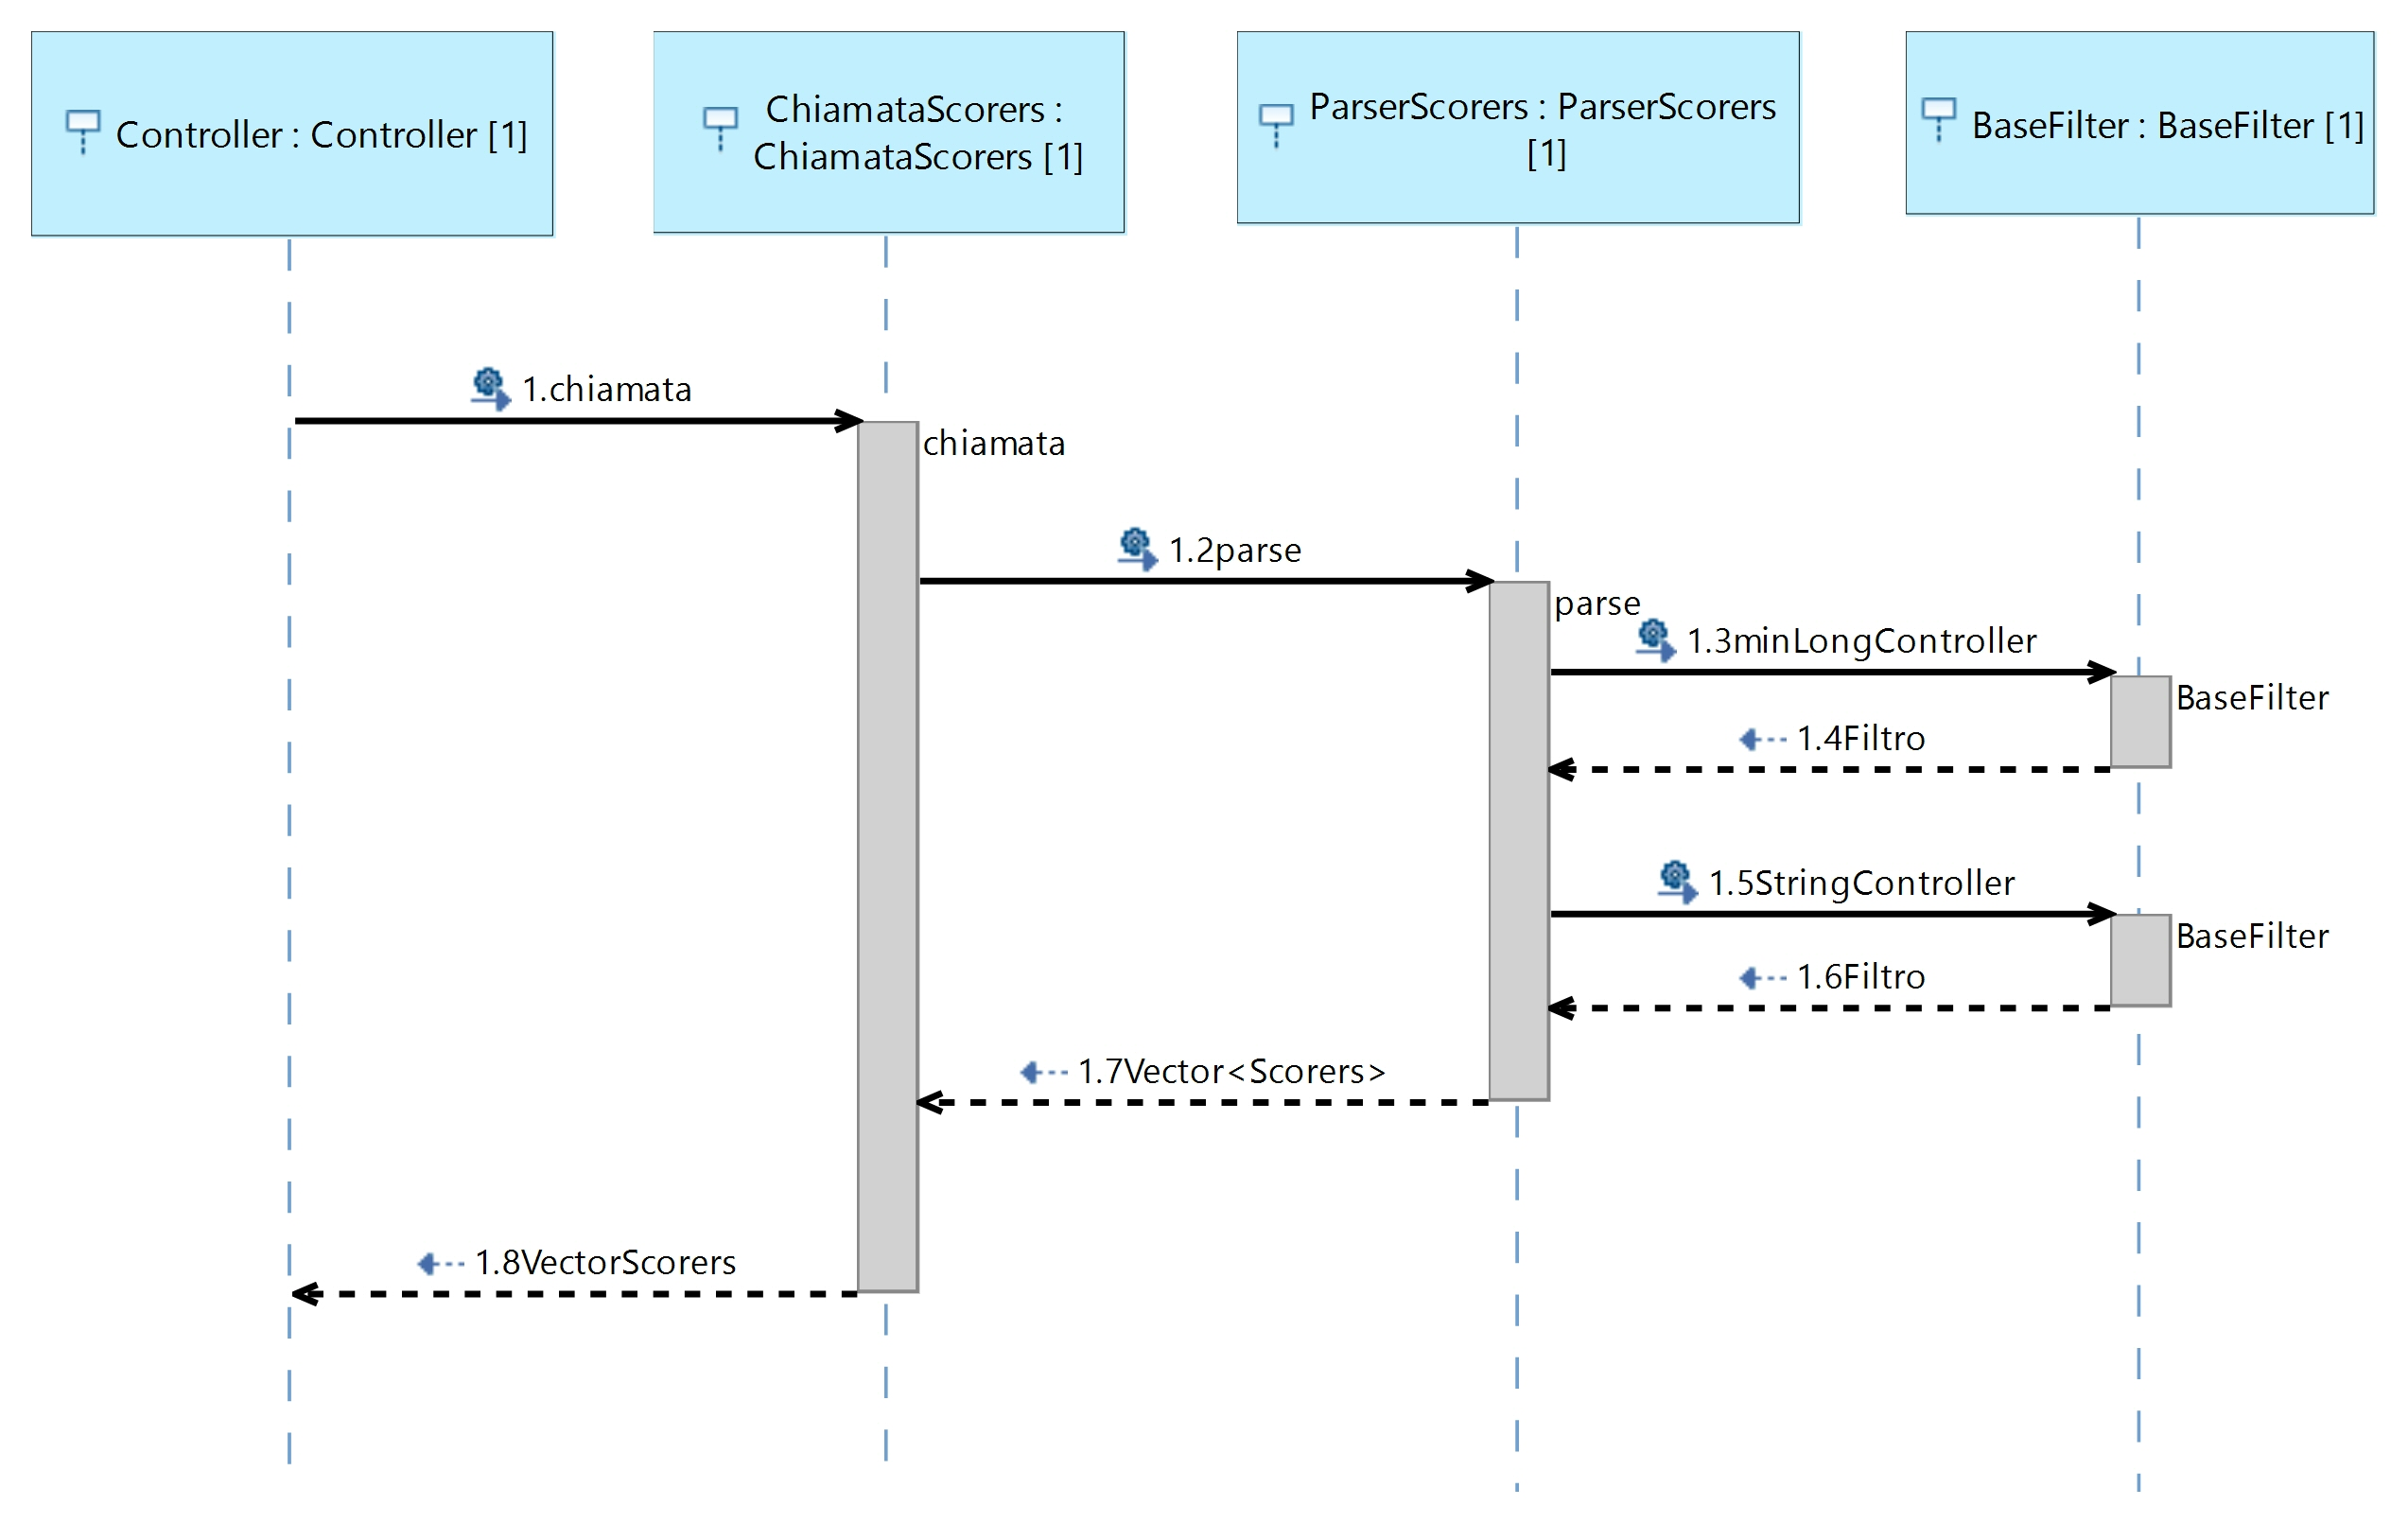 Controller : Controller [1]
ChiamataScorers :
ChiamataScorers [1]
ParserScorers : ParserScorers
[1]
BaseFilter : BaseFilter [1]
1.chiamata
chiamata
1.2parse
parse
1.3minLongController
BaseFilter
1.4Filtro
1.5StringController
BaseFilter
1.6Filtro
1.7Vector<Scorers>
1.8VectorScorers